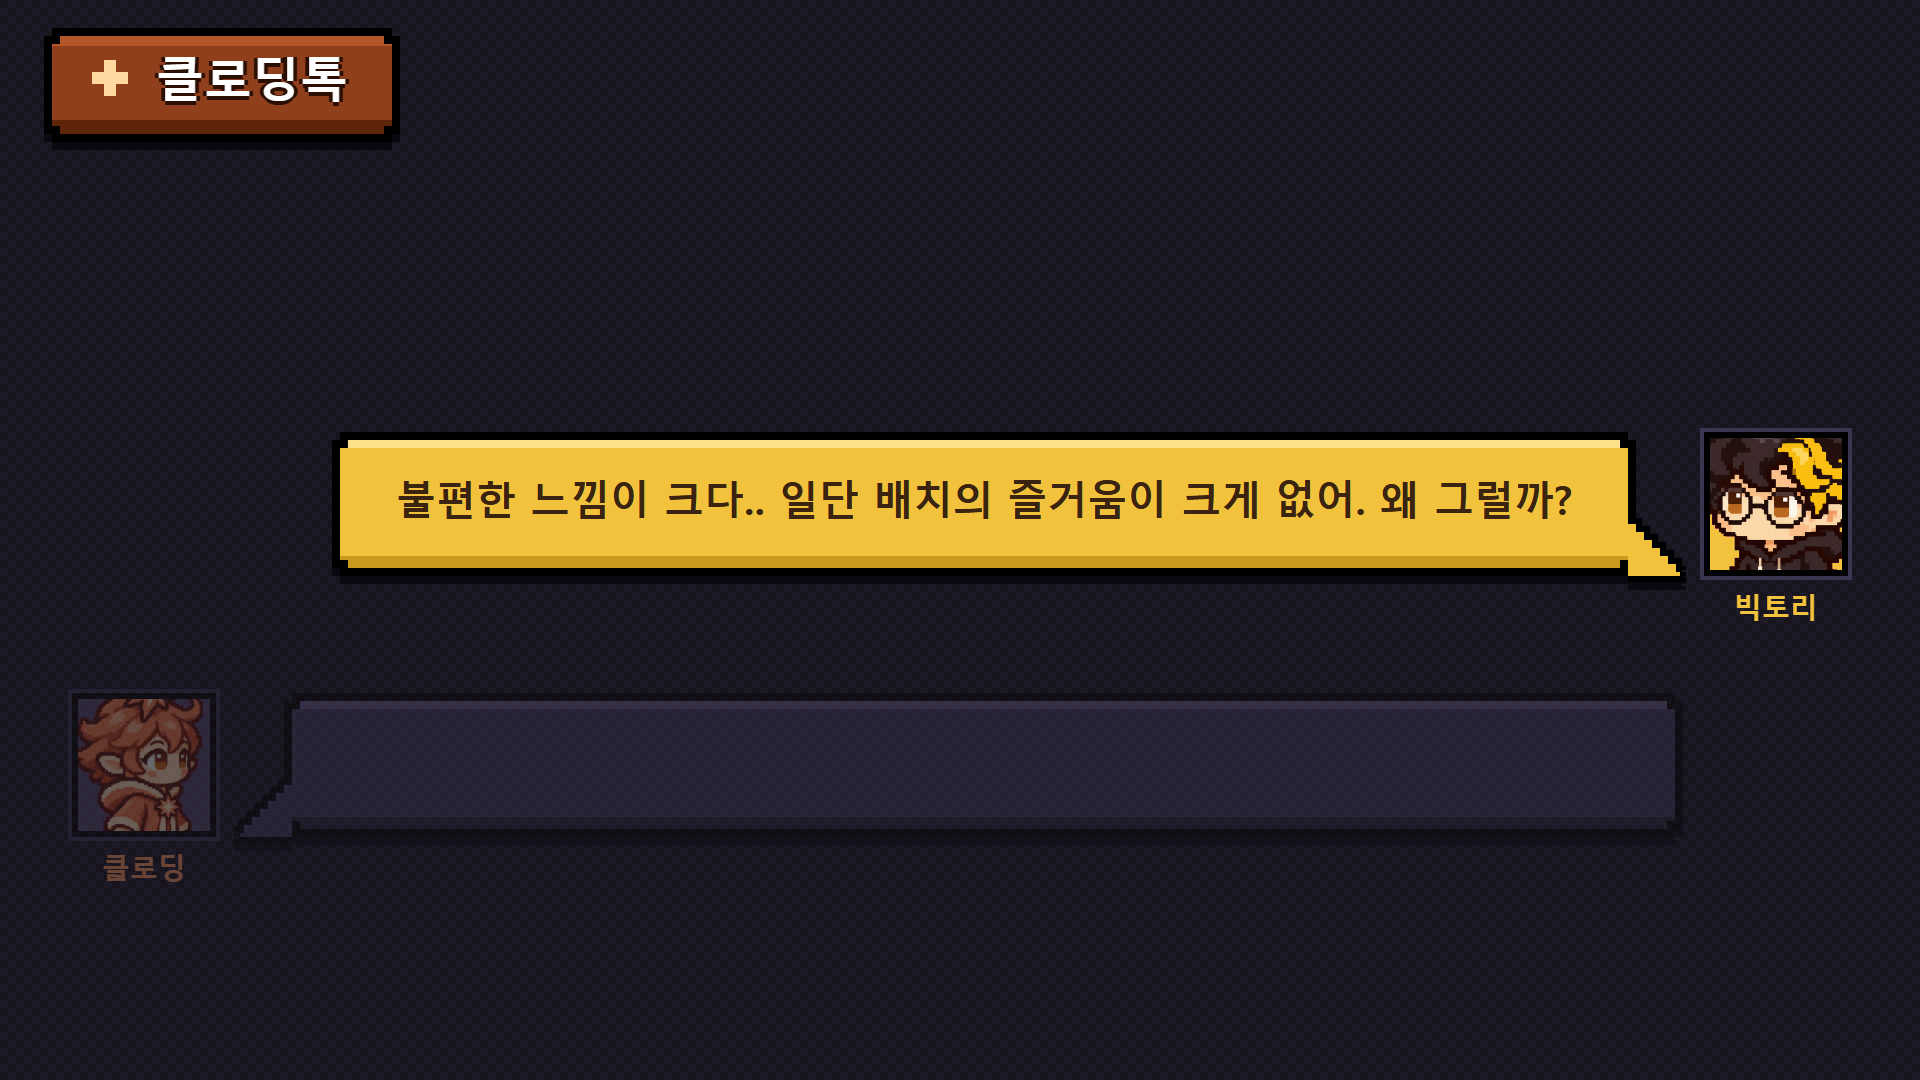 클로딩톡
불편한 느낌이 크다.. 일단 배치의 즐거움이 크게 없어. 왜 그럴까?
빅토리
클로딩